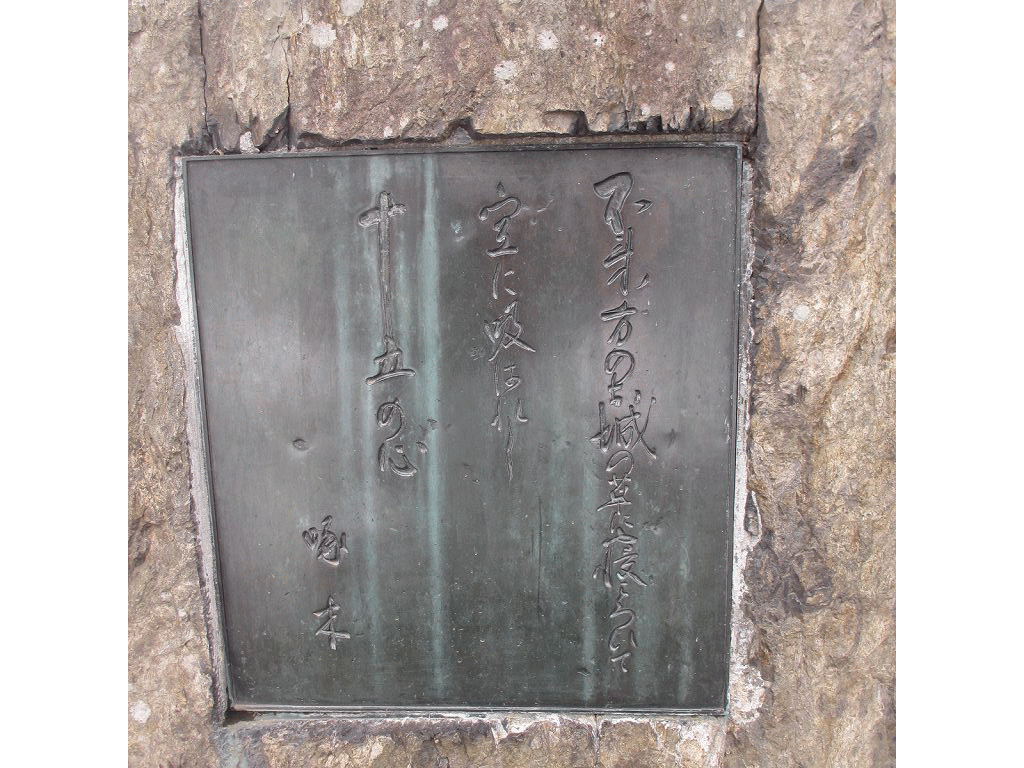 不来方のお城の草に寝ころびて
空に吸はれし
十五の心
啄木